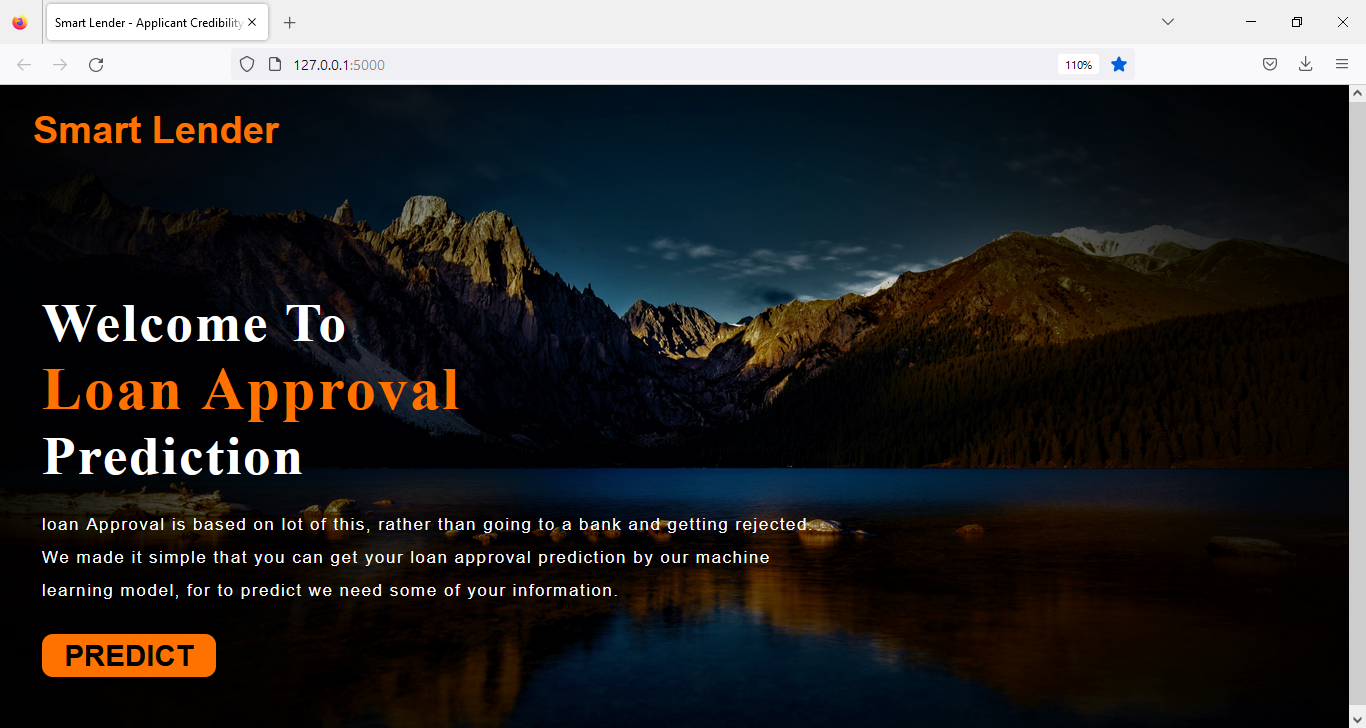 Smart Lender - Applicant Credibility
127.0.0.1:5000
110%
Smart Lender
Welcome To
Loan Approval
Prediction
loan Approval is based on lot of this, rather than going to a bank and getting rejected.
We made it simple that you can get your loan approval prediction by our machine
learning model, for to predict we need some of your information.
PREDICT